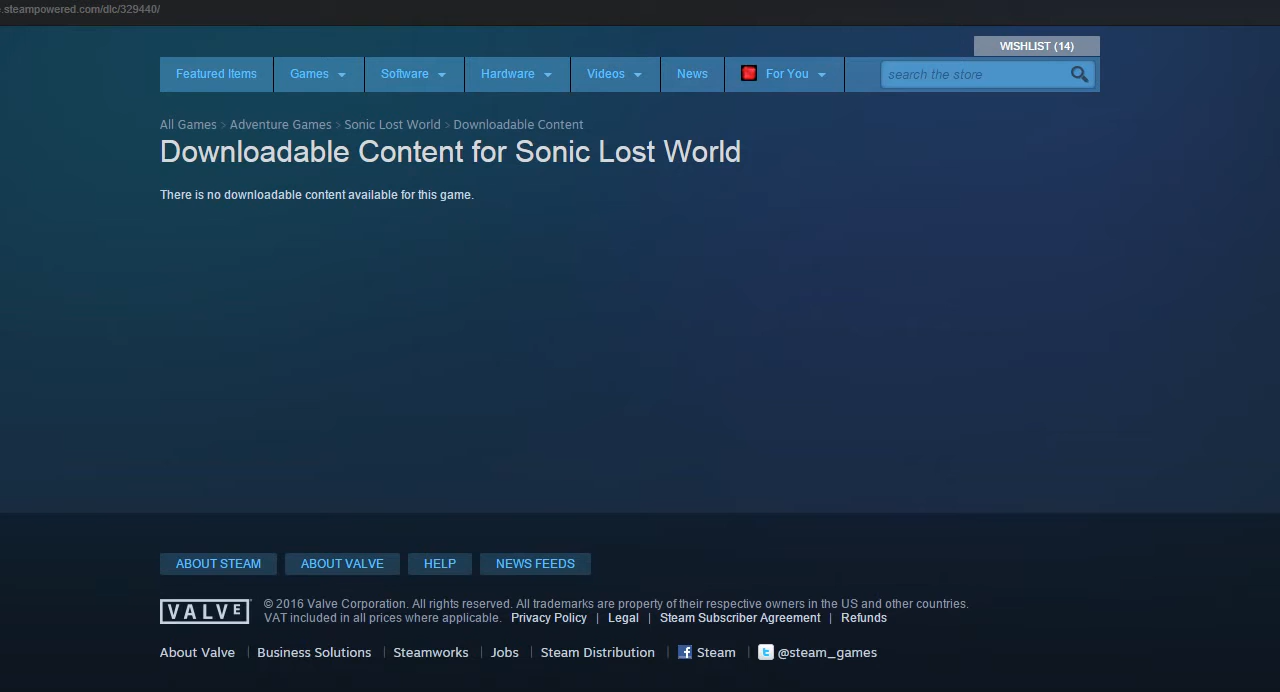 .steampowered.com/dlc/329440/
WISHLIST (14)
Featured Items Games Software Hardware Videos News For You search the store
All Games > Adventure Games > Sonic Lost World > Downloadable Content
Downloadable Content for Sonic Lost World
There is no downloadable content available for this game.
ABOUT STEAM ABOUT VALVE HELP NEWS FEEDS
VALVE © 2016 Valve Corporation. All rights reserved. All trademarks are property of their respective owners in the US and other countries.
VAT included in all prices where applicable. Privacy Policy | Legal | Steam Subscriber Agreement | Refunds
About Valve | Business Solutions | Steamworks | Jobs | Steam Distribution | Steam | @steam_games